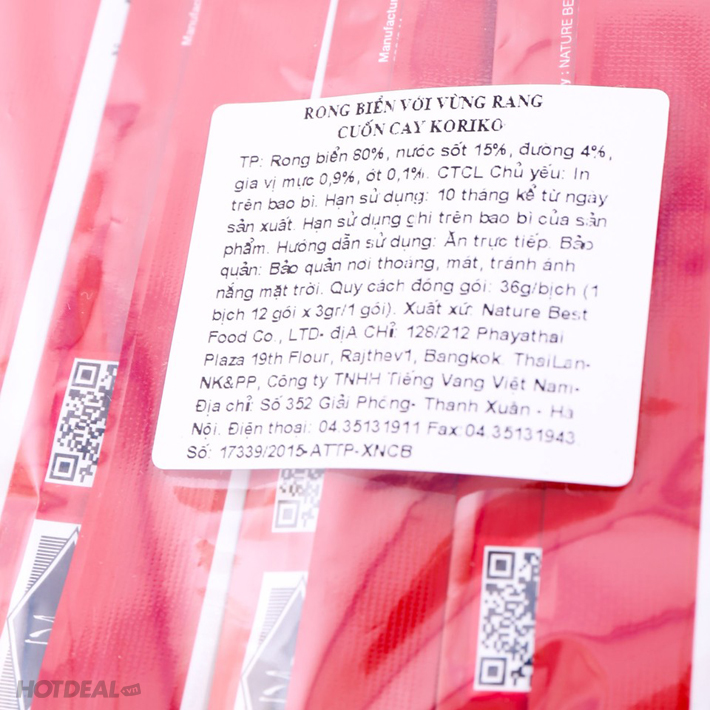 Manufactur
y : NATURE BE
RONG BIỂN VỚI VỪNG RANG
CUỐN CAY KORIKO
TP: Rong biển 80%, nước sốt 15%, đường 4%,
gia vị mực 0,9%, ớt 0,1%. CTCL Chủ yếu: In
trên bao bì. Hạn sử dụng: 10 tháng kể từ ngày
sản xuất. Hạn sử dụng ghi trên bao bì của sản
phẩm. Hướng dẫn sử dụng: Ăn trực tiếp. Bảo
quản: Bảo quản nơi thoáng, mát, tránh ánh
nắng mặt trời. Quy cách đóng gói: 36g/bịch (1
bịch 12 gói x 3gr/1 gói). Xuất xứ: Nature Best
Food Co., LTD- địA CHỈ: 128/212 Phayathai
Plaza 19th Flour, Rajthev1, Bangkok. ThaiLan-
NK&PP, Công ty TNHH Tiếng Vang Việt Nam-
Địa chỉ: Số 352 Giải Phóng- Thanh Xuân - Hà
Nội. Điện thoại: 04.35131911 Fax:04.35131943.
Số: 17339/2015-ATTP-XNCB
HOTDEAL.vn